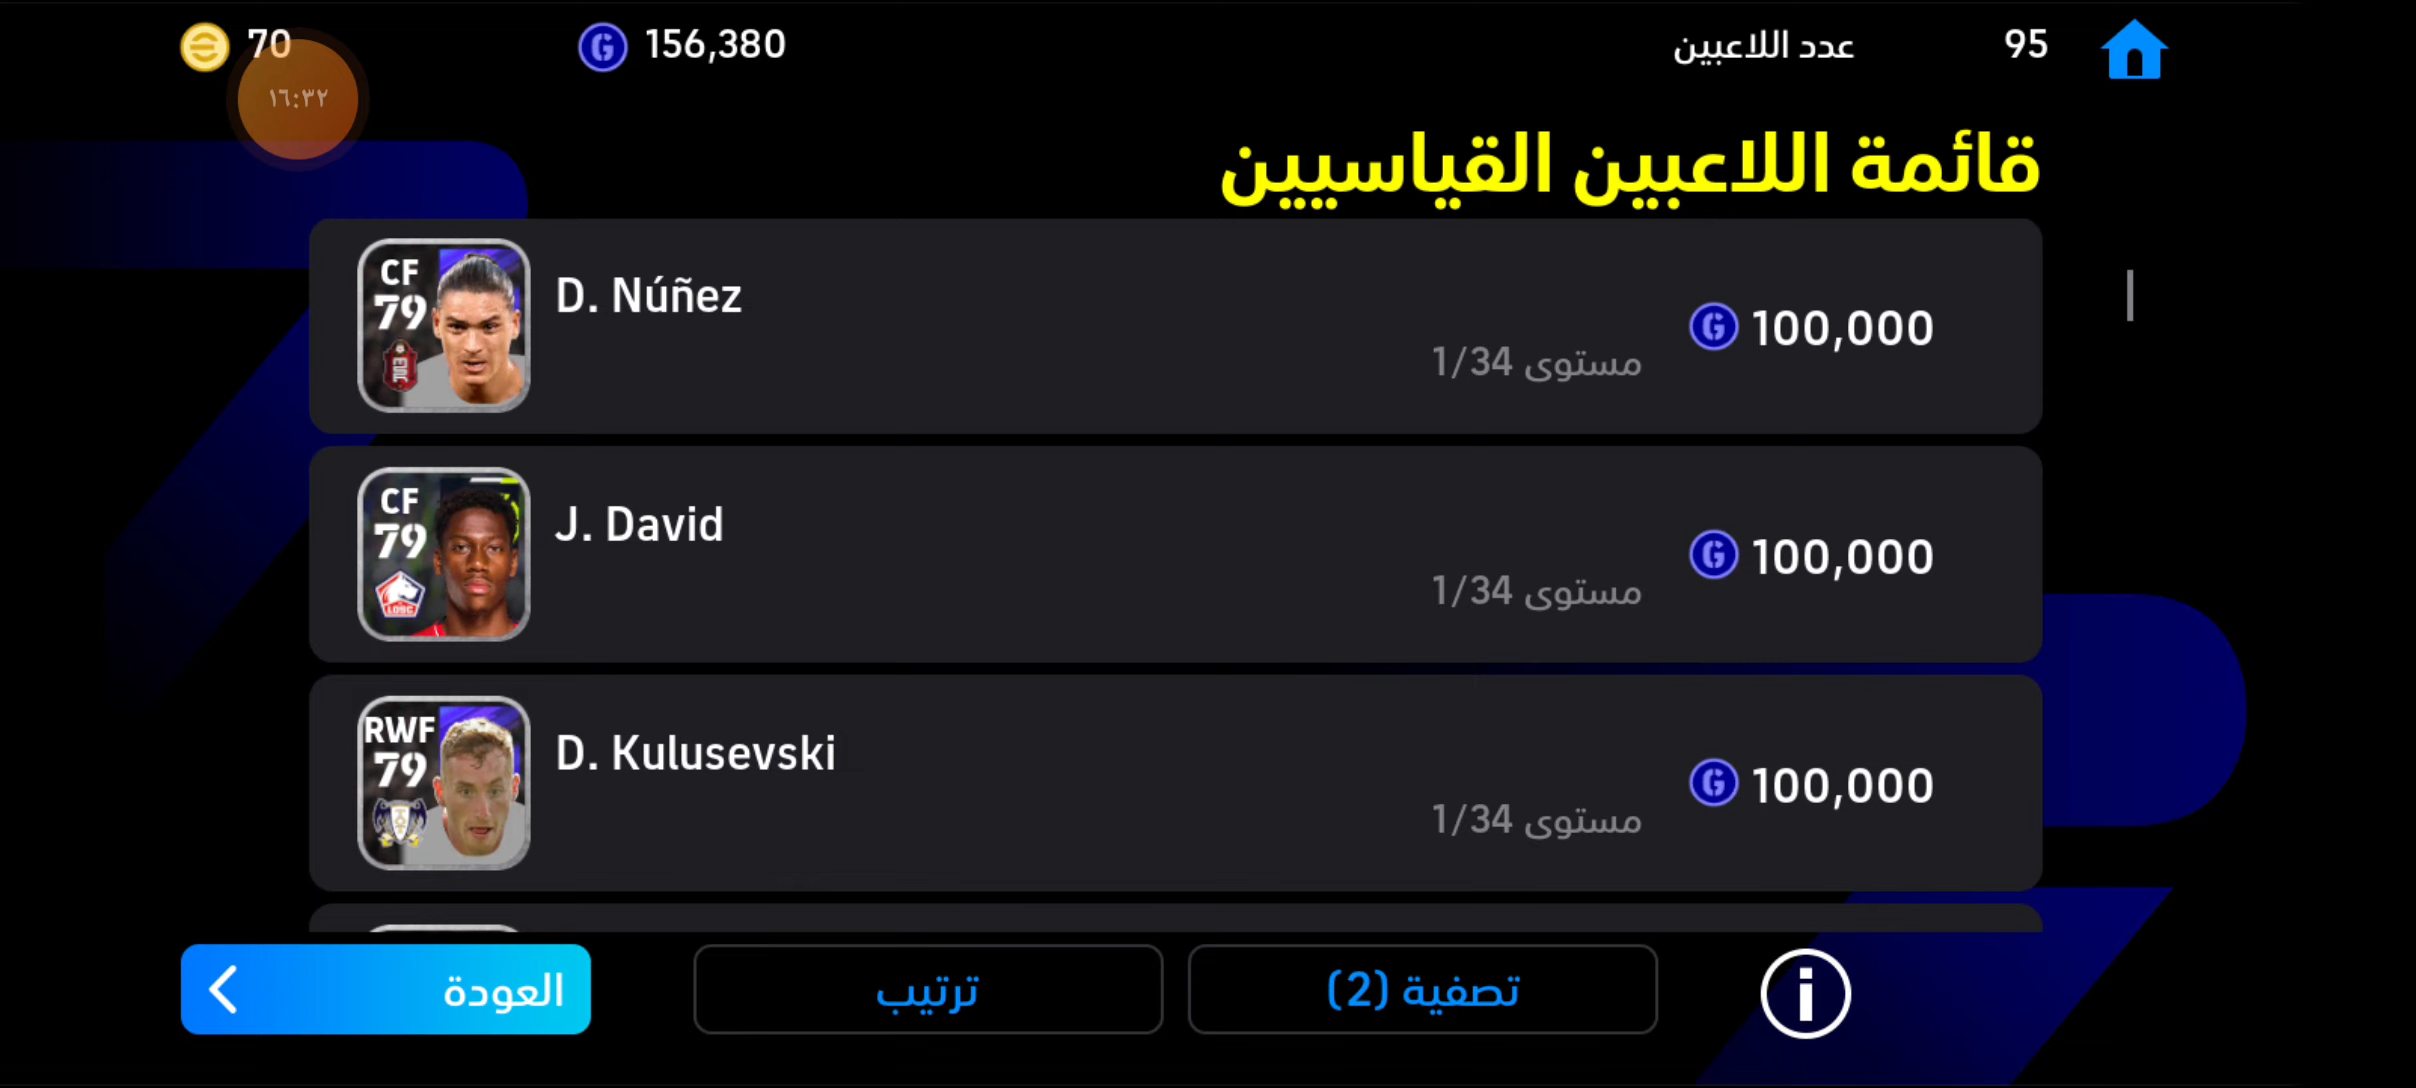 70
156,380
عدد اللاعبين 95
١٦:٣٢
قائمة اللاعبين القياسيين
CF
79
D. Núñez
مستوى 1/34
100,000
CF
79
LOSC
J. David
مستوى 1/34
100,000
RWF
79
D. Kulusevski
مستوى 1/34
100,000
العودة
ترتيب
تصفية (2)